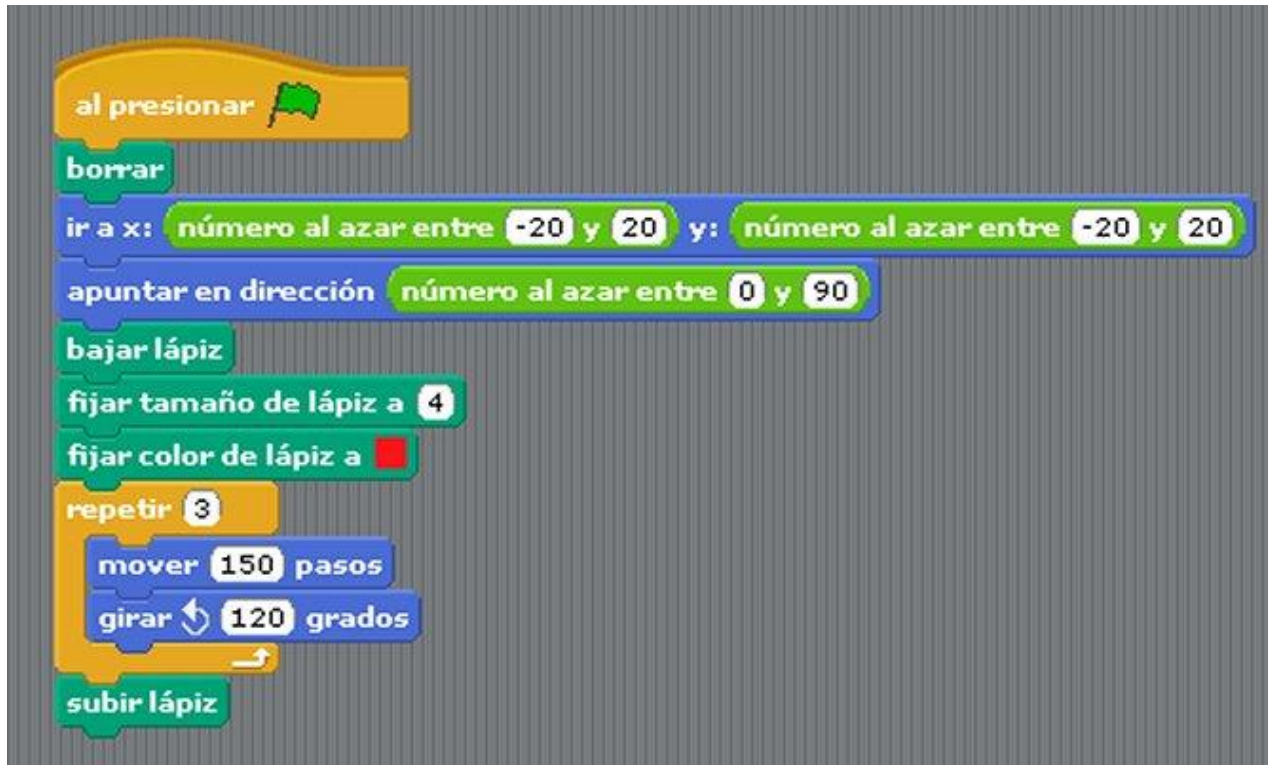 al presionar
borrar
ir a x: número al azar entre -20 y 20 y: número al azar entre -20 y 20
apuntar en dirección número al azar entre 0 y 90
bajar lápiz
fijar tamaño de lápiz a 4
fijar color de lápiz a
repetir 3
mover 150 pasos
girar 120 grados
subir lápiz